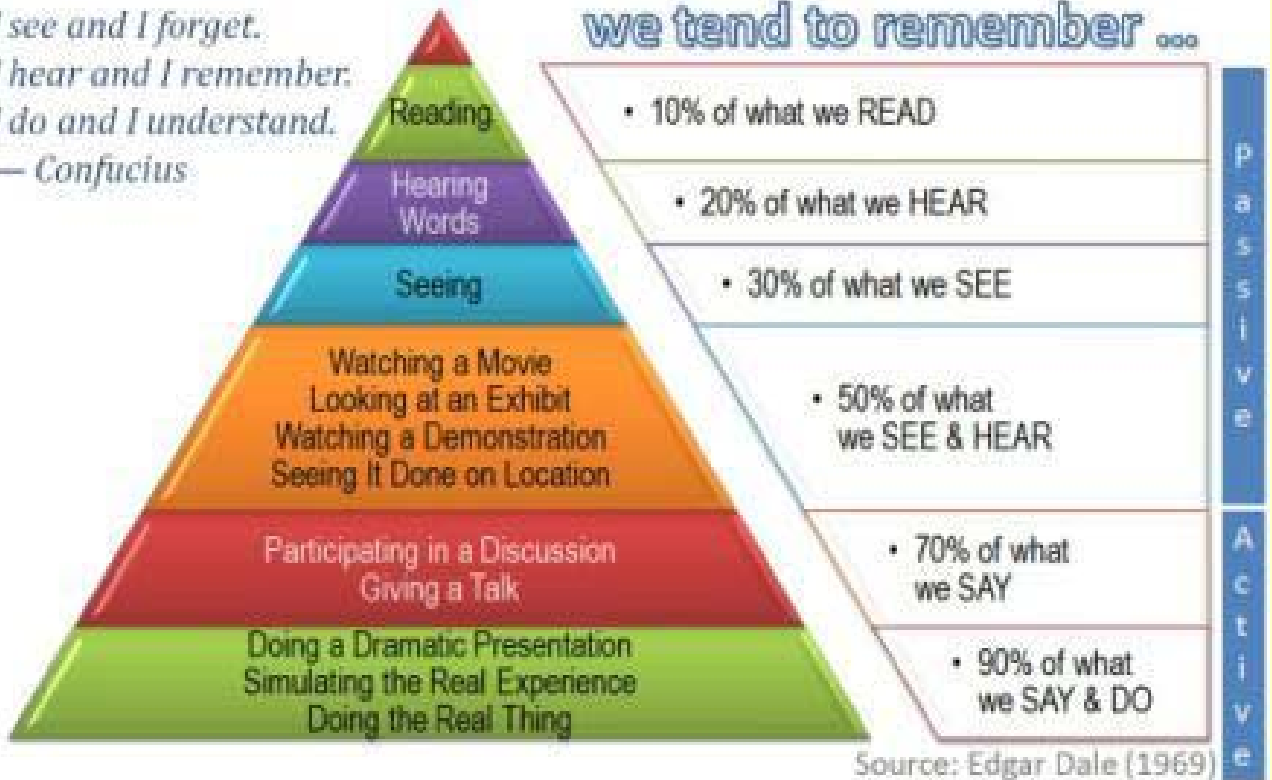 I see and I forget.
I hear and I remember.
I do and I understand.
— Confucius
we tend to remember ...
Reading
• 10% of what we READ
Hearing
Words
• 20% of what we HEAR
Seeing
• 30% of what we SEE
Watching a Movie
Looking at an Exhibit
Watching a Demonstration
Seeing It Done on Location
• 50% of what
we SEE & HEAR
Participating in a Discussion
Giving a Talk
• 70% of what
we SAY
Doing a Dramatic Presentation
Simulating the Real Experience
Doing the Real Thing
• 90% of what
we SAY & DO
Passive
Active
Source: Edgar Dale (1969)